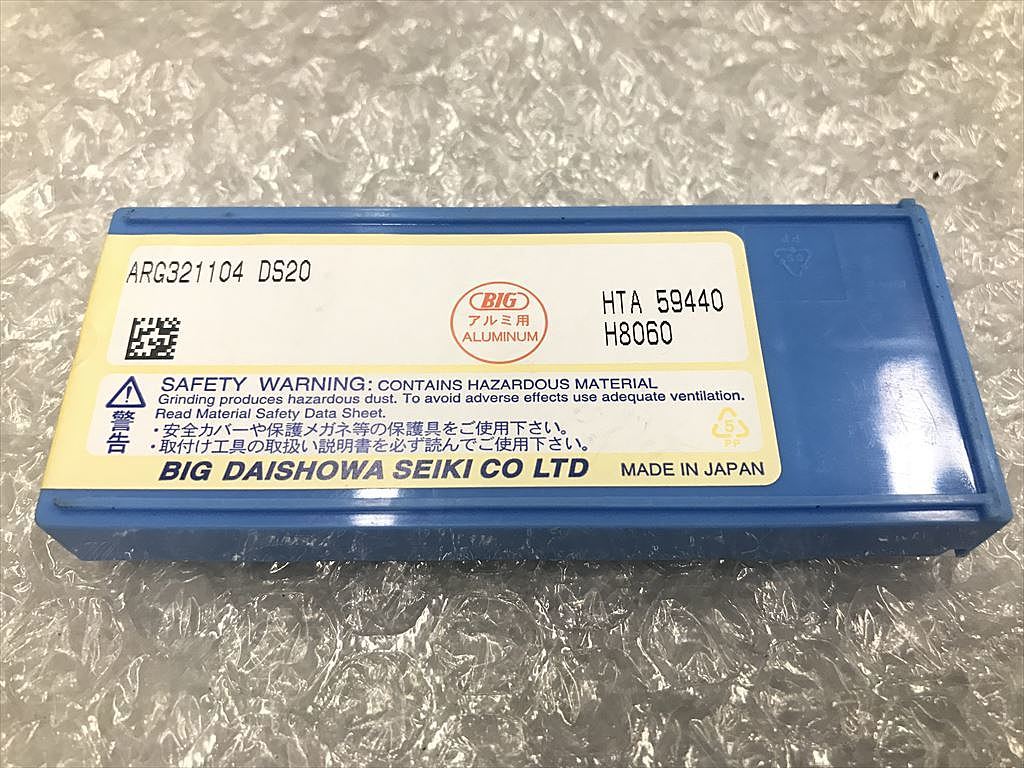 ARG321104 DS20
BIG
アルミ用
ALUMINUM
HTA 59440
H8060
警告
SAFETY WARNING: CONTAINS HAZARDOUS MATERIAL
Grinding produces hazardous dust. To avoid adverse effects use adequate ventilation.
Read Material Safety Data Sheet.
・安全カバーや保護メガネ等の保護具をご使用下さい。
・取付け工具の取扱い説明書を必ず読んでご使用下さい。
5
PP
BIG DAISHOWA SEIKI CO LTD
MADE IN JAPAN